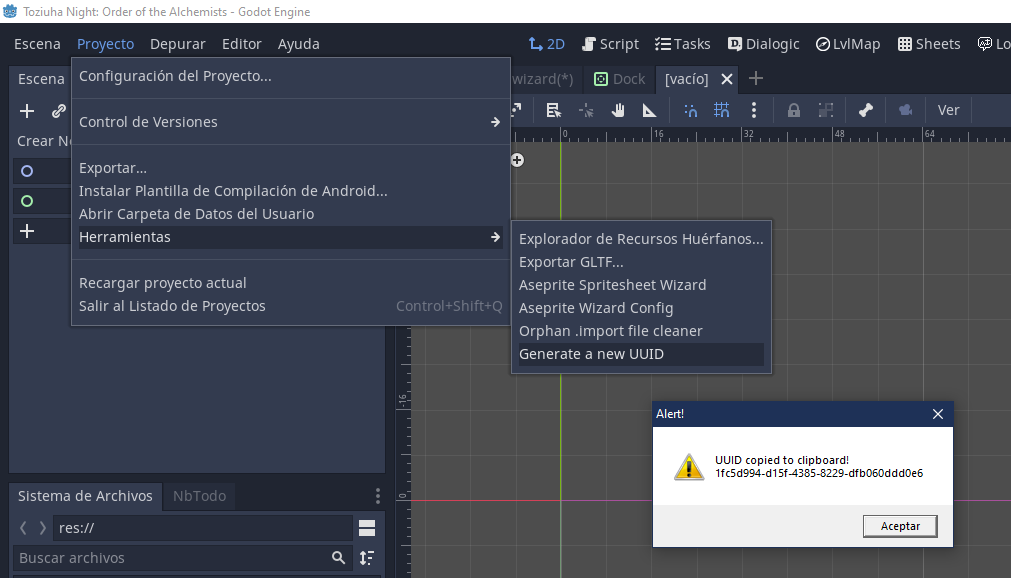 Toziuha Night: Order of the Alchemists - Godot Engine
Escena Proyecto Depurar Editor Ayuda 2D Script Tasks Dialogic LvlMap Sheets Lo
Escena wizard(*) Dock [vacío]
Ver
Crear No
0 16 32 48 64
Configuración del Proyecto...
Control de Versiones
Exportar...
Instalar Plantilla de Compilación de Android...
Abrir Carpeta de Datos del Usuario
Herramientas
Recargar proyecto actual
Salir al Listado de Proyectos Control+Shift+Q
Explorador de Recursos Huérfanos...
Exportar GLTF...
Aseprite Spritesheet Wizard
Aseprite Wizard Config
Orphan .import file cleaner
Generate a new UUID
-16
0
Alert!
UUID copied to clipboard!
1fc5d994-d15f-4385-8229-dfb060ddd0e6
Aceptar
Sistema de Archivos NbTodo
res://
Buscar archivos